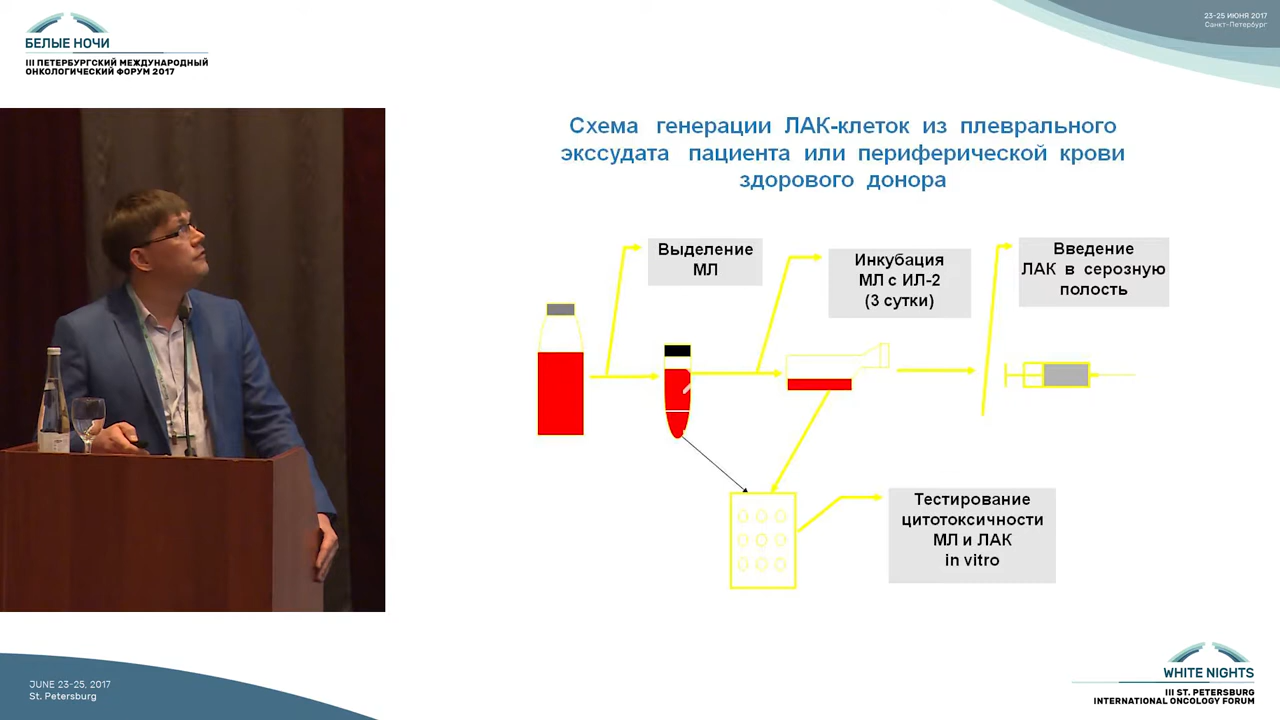 БЕЛЫЕ НОЧИ
III ПЕТЕРБУРГСКИЙ МЕЖДУНАРОДНЫЙ
ОНКОЛОГИЧЕСКИЙ ФОРУМ 2017
23-25 ИЮНЯ 2017
Санкт-Петербург
Схема генерации ЛАК-клеток из плеврального
экссудата пациента или периферической крови
здорового донора
Выделение
МЛ
Инкубация
МЛ с ИЛ-2
(3 сутки)
Введение
ЛАК в серозную
полость
Тестирование
цитотоксичности
МЛ и ЛАК
in vitro
JUNE 23-25, 2017
St. Petersburg
WHITE NIGHTS
III ST. PETERSBURG
INTERNATIONAL ONCOLOGY FORUM